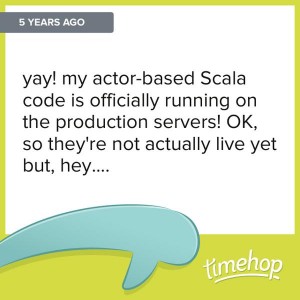 5 YEARS AGO
yay! my actor-based Scala
code is officially running on
the production servers! OK,
so they're not actually live yet
but, hey....
timehop